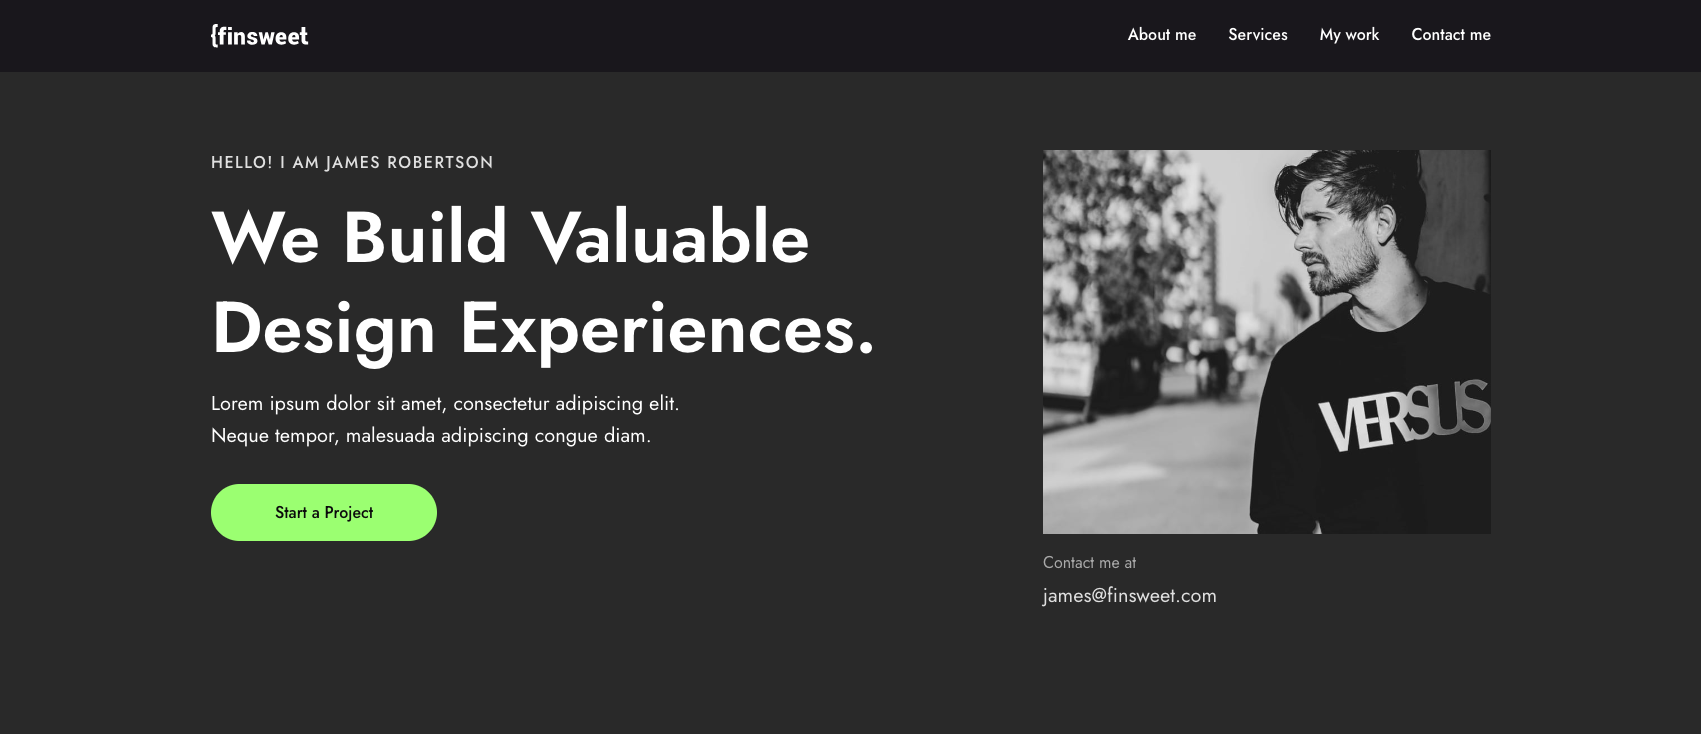 {finsweet
About me Services My work Contact me
HELLO! I AM JAMES ROBERTSON
We Build Valuable
Design Experiences.
Lorem ipsum dolor sit amet, consectetur adipiscing elit.
Neque tempor, malesuada adipiscing congue diam.
Start a Project
VERSUS
Contact me at
james@finsweet.com